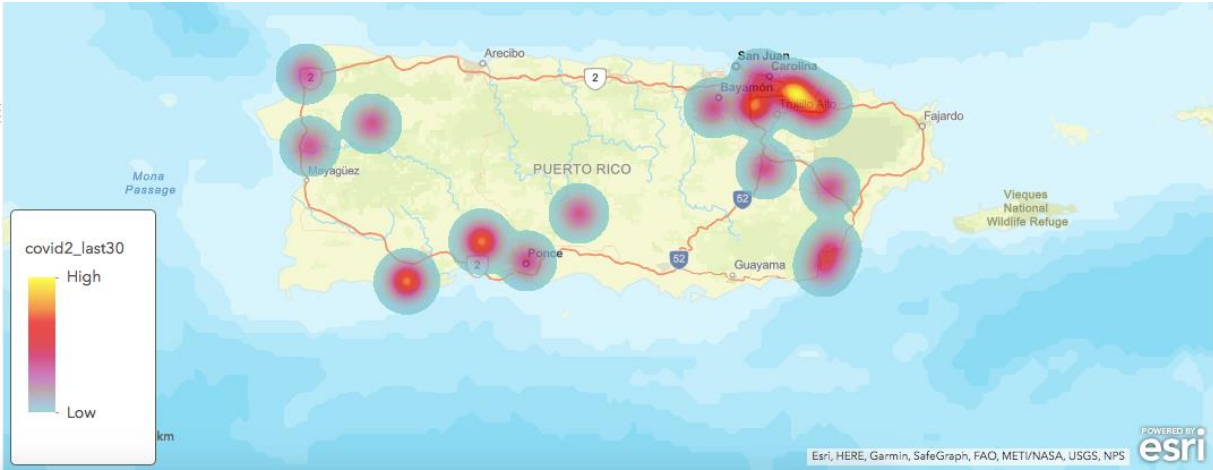 Arecibo
San Juan
Carolina
2
2
Bayamón
Trujillo Alto
Fajardo
Mayagüez
PUERTO RICO
Mona
Passage
52
Vieques
National
Wildlife Refuge
covid2_last30
High
Low
Ponce
2
52
Guayama
km
Esri, HERE, Garmin, SafeGraph, FAO, METI/NASA, USGS, NPS
POWERED BY
esri